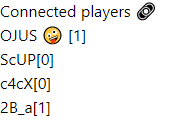 Connected players 🔗
OJUS 🤪 [1]
ScUP[0]
c4cX[0]
2B_a[1]